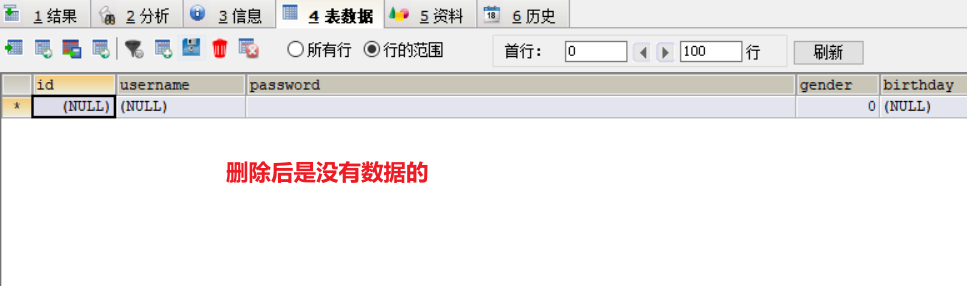 1 结果 2 分析 3 信息 4 表数据 5 资料 6 历史
所有行 行的范围 首行： 0 100 行 刷新
id username password gender birthday
* (NULL) (NULL) 0 (NULL)
删除后是没有数据的